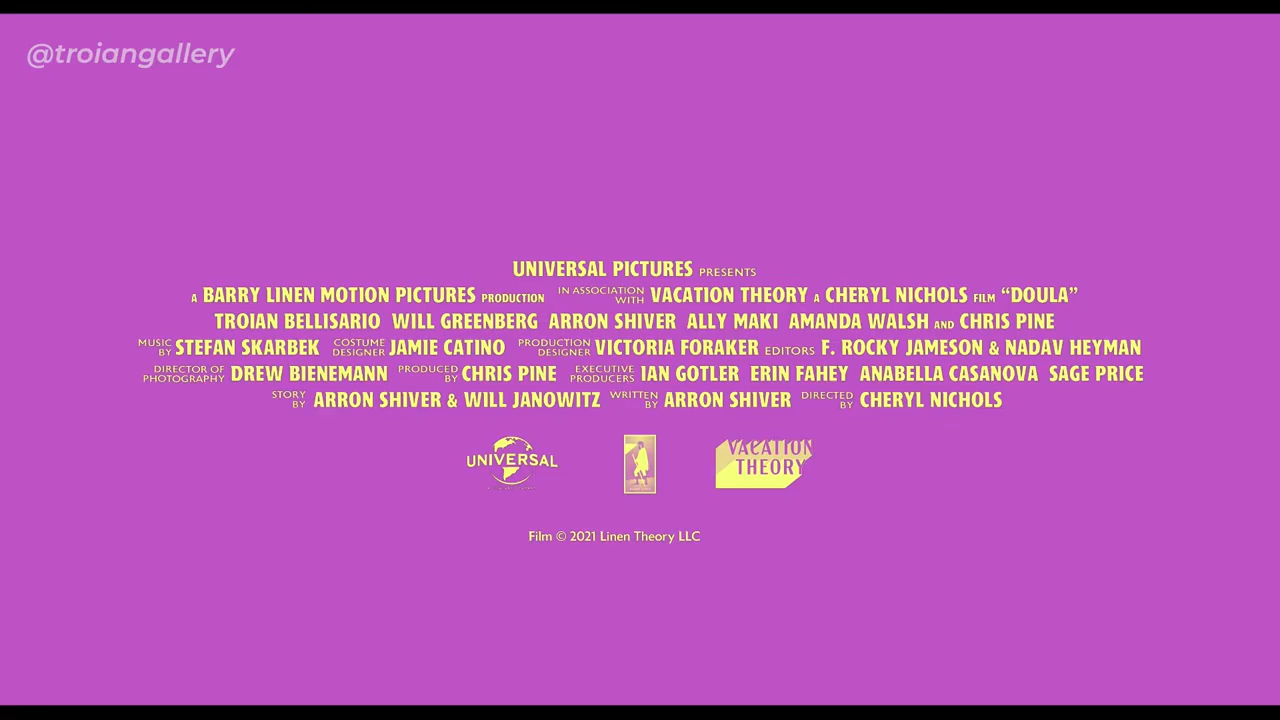 @troiangallery
UNIVERSAL PICTURES PRESENTS
A BARRY LINEN MOTION PICTURES PRODUCTION IN ASSOCIATION WITH VACATION THEORY A CHERYL NICHOLS FILM “DOULA”
TROIAN BELLISARIO WILL GREENBERG ARRON SHIVER ALLY MAKI AMANDA WALSH AND CHRIS PINE
MUSIC BY STEFAN SKARBEK COSTUME DESIGNER JAMIE CATINO PRODUCTION DESIGNER VICTORIA FORAKER EDITORS F. ROCKY JAMESON & NADAV HEYMAN
DIRECTOR OF PHOTOGRAPHY DREW BIENEMANN PRODUCED BY CHRIS PINE EXECUTIVE PRODUCERS IAN GOTLER ERIN FAHEY ANABELLA CASANOVA SAGE PRICE
STORY BY ARRON SHIVER & WILL JANOWITZ WRITTEN BY ARRON SHIVER DIRECTED BY CHERYL NICHOLS
UNIVERSAL
VACATION THEORY
Film © 2021 Linen Theory LLC